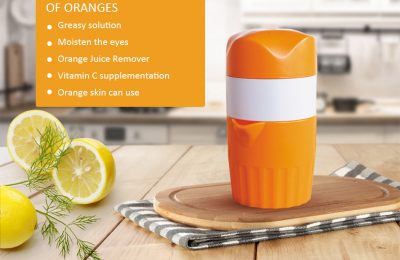 OF ORANGES
Greasy solution
Moisten the eyes
Orange Juice Remover
Vitamin C supplementation
Orange skin can use